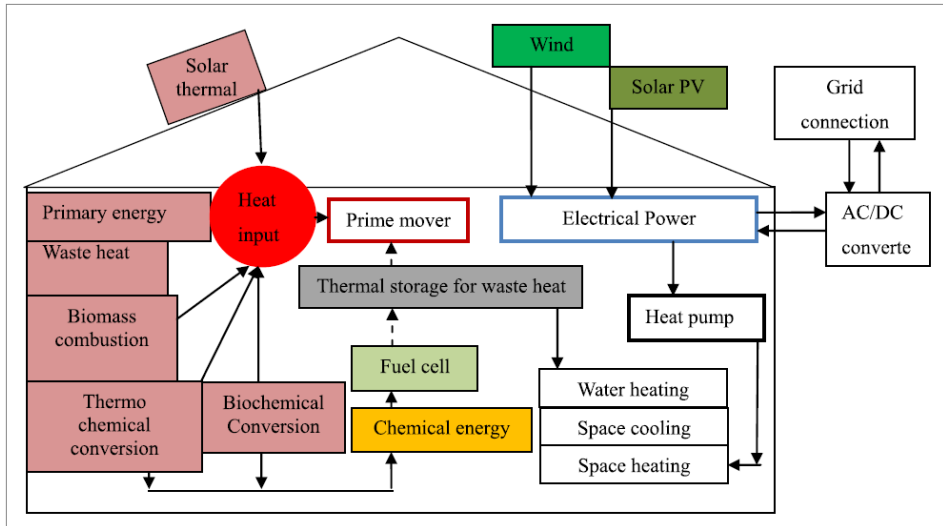 Solar
thermal
Wind
Solar PV
Grid
connection
Primary energy
Heat
input
Prime mover
Electrical Power
AC/DC
converte
Waste heat
Thermal storage for waste heat
Biomass
combustion
Heat pump
Fuel cell
Water heating
Thermo
chemical
conversion
Biochemical
Conversion
Chemical energy
Space cooling
Space heating